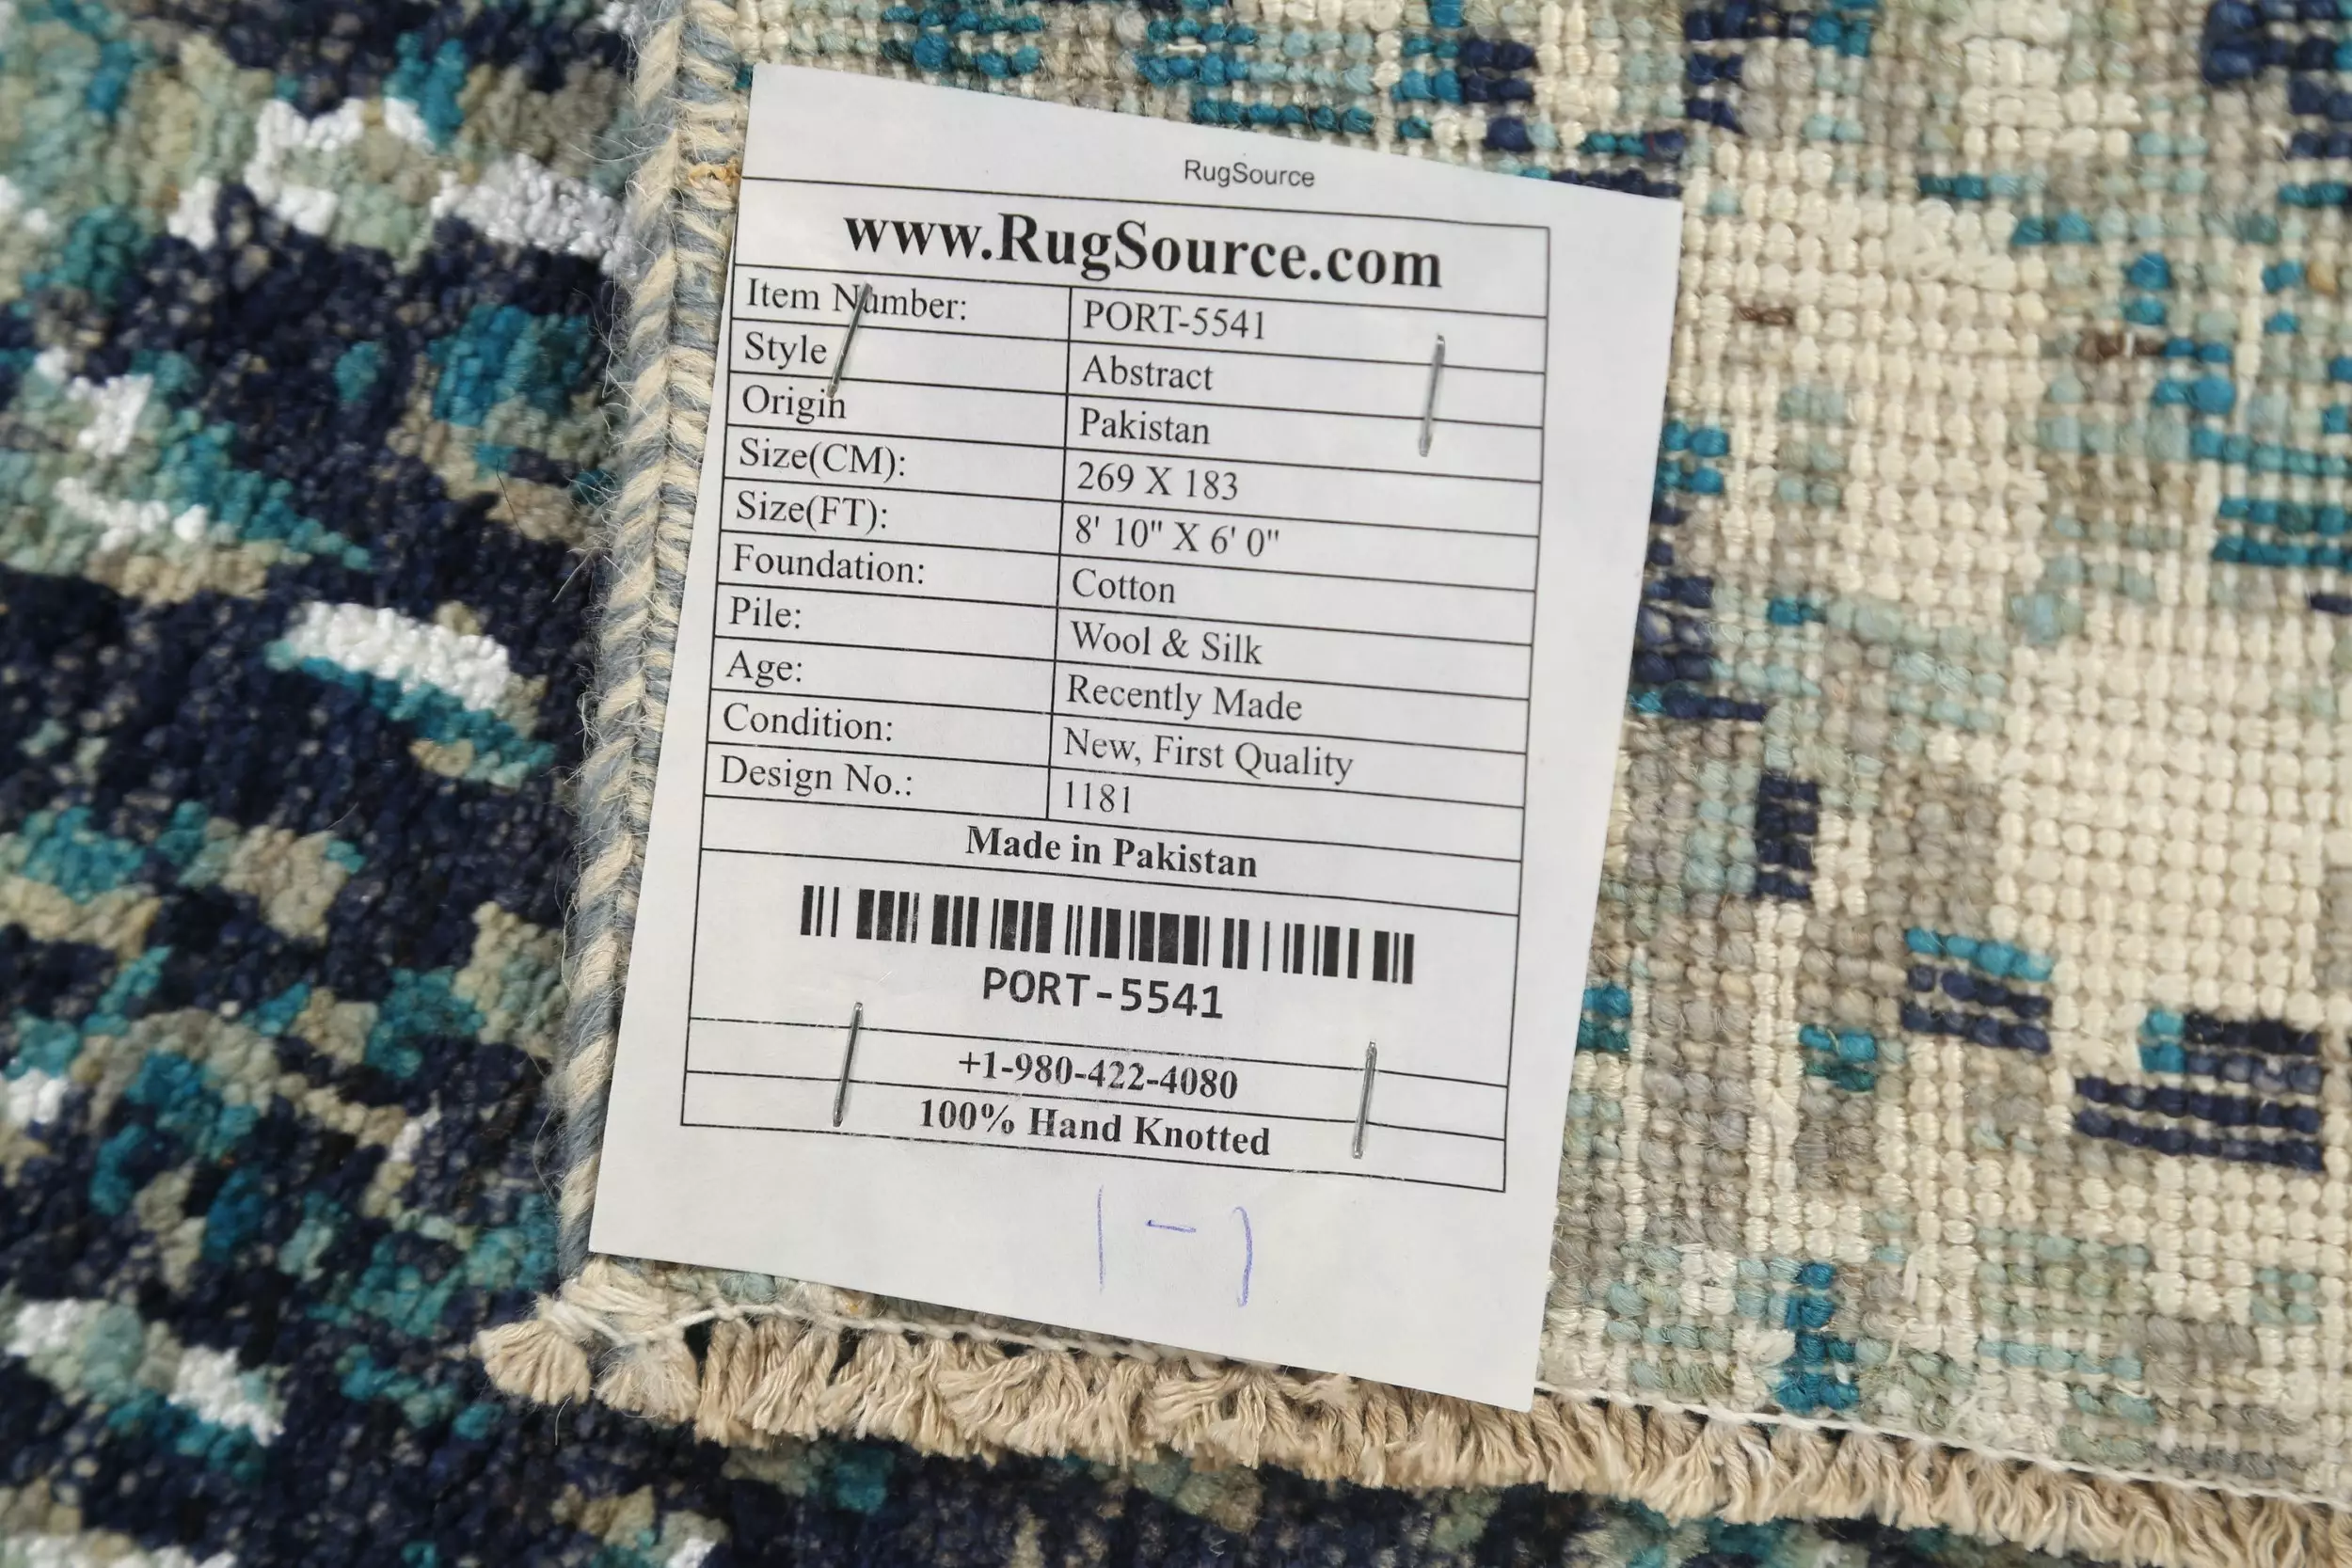 RugSource
www.RugSource.com
Item Number: PORT-5541
Style Abstract
Origin Pakistan
Size(CM): 269 X 183
Size(FT): 8' 10" X 6' 0"
Foundation: Cotton
Pile: Wool & Silk
Age: Recently Made
Condition: New, First Quality
Design No.: 1181
Made in Pakistan
PORT-5541
+1-980-422-4080
100% Hand Knotted
1-1